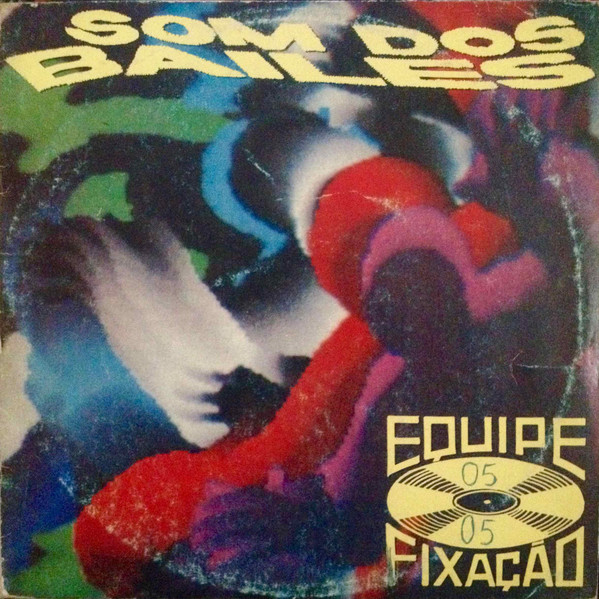 SOM DOS
BAILES
EQUIPE
05
05
FIXAÇÃO